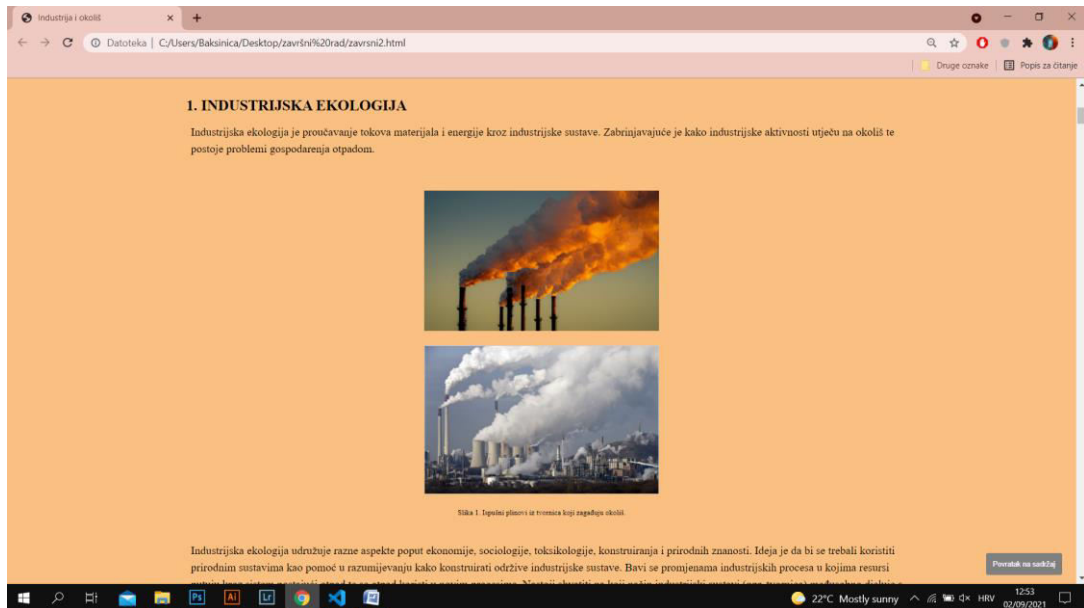 Industrija i okoliš
Datoteka | C:/Users/Baksinica/Desktop/završni%20rad/zavrsni2.html
Druge oznake
Popis za čitanje
1. INDUSTRIJSKA EKOLOGIJA
Industrijska ekologija je proučavanje tokova materijala i energije kroz industrijske sustave. Zabrinjavajuće je kako industrijske aktivnosti utječu na okoliš te
postoje problemi gospodarenja otpadom.
Slika 1. Ispušni plinovi iz tvornica koji zagađuju okoliš.
Industrijska ekologija udružuje razne aspekte poput ekonomije, sociologije, toksikologije, konstruiranja i prirodnih znanosti. Ideja je da bi se trebali koristiti
prirodnim sustavima kao pomoć u razumijevanju kako konstruirati održive industrijske sustave. Bavi se promjenama industrijskih procesa u kojima resursi
Povratak na sadržaj
Ps
Ai
Lr
22°C Mostly sunny
HRV
12:53
02/09/2021